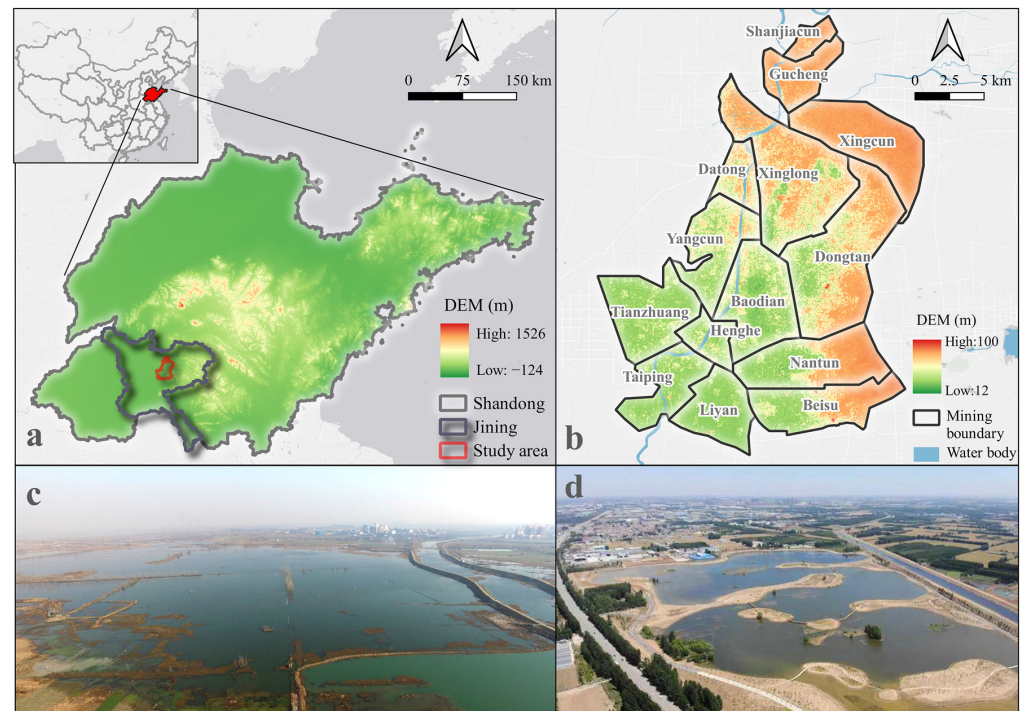 0 75 150 km
DEM (m)
High: 1526
Low: −124
Shandong
Jining
Study area
a
Shanjiacun
Gucheng
0 2.5 5 km
Xingcun
Datong
Xinglong
Yangcun
Dongtan
Tianzhuang
Baodian
Henghe
Nantun
Taiping
Liyan
Beisu
DEM (m)
High:100
Low:12
Mining
boundary
Water body
b
c
d